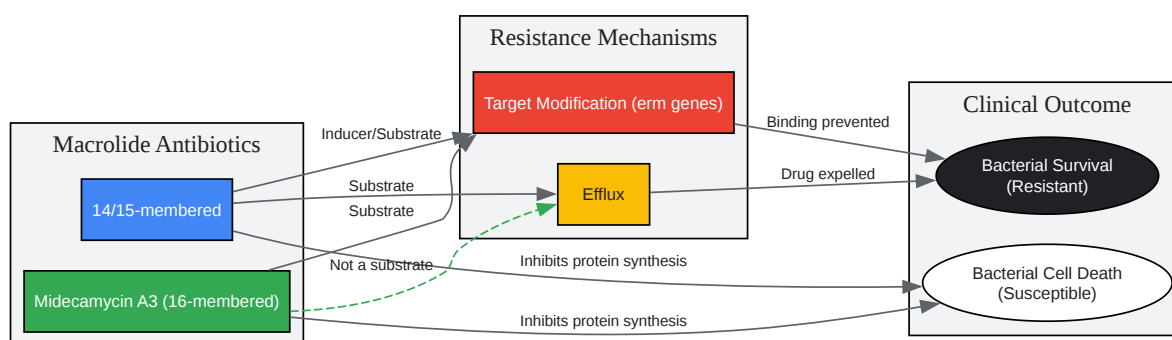 Macrolide Antibiotics
14/15-membered
Midecamycin A3 (16-membered)
Inducer/Substrate
Substrate
Substrate
Not a substrate
Resistance Mechanisms
Target Modification (erm genes)
Efflux
Inhibits protein synthesis
Inhibits protein synthesis
Binding prevented
Drug expelled
Clinical Outcome
Bacterial Survival
(Resistant)
Bacterial Cell Death
(Susceptible)